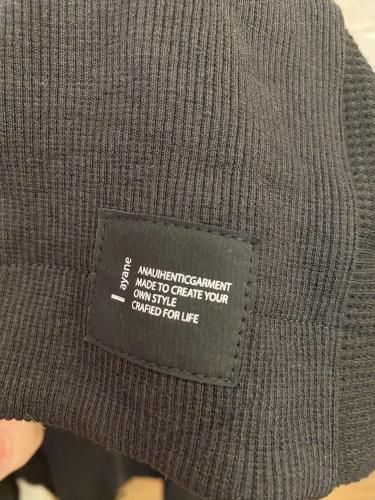 ayane
ANAUIHENTICGARMENT
MADE TO CREATE YOUR
OWN STYLE
CRAFIED FOR LIFE